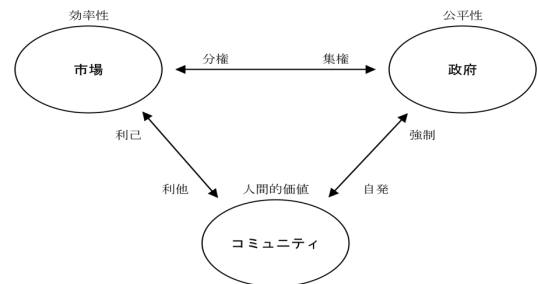 効率性
公平性
市場
分権
集権
政府
利己
強制
利他
人間的価値
自発
コミュニティ